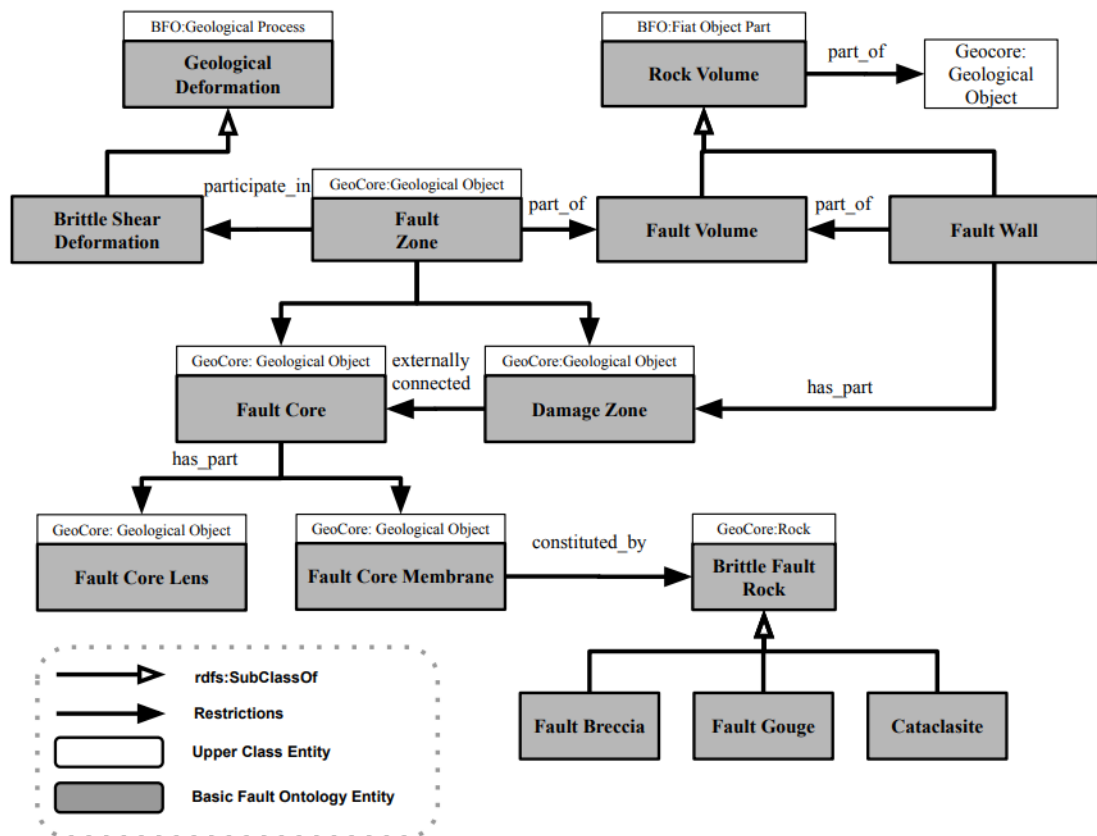 BFO:Geological Process
Geological
Deformation
BFO:Fiat Object Part
Rock Volume
part_of
Geocore:
Geological
Object
participate_in
GeoCore:Geological Object
Brittle Shear
Deformation
Fault
Zone
part_of
Fault Volume
part_of
Fault Wall
GeoCore: Geological Object
Fault Core
externally
connected
GeoCore:Geological Object
Damage Zone
has_part
has_part
GeoCore: Geological Object
Fault Core Lens
GeoCore: Geological Object
Fault Core Membrane
constituted_by
GeoCore:Rock
Brittle Fault
Rock
Fault Breccia
Fault Gouge
Cataclasite
rdfs:SubClassOf
Restrictions
Upper Class Entity
Basic Fault Ontology Entity